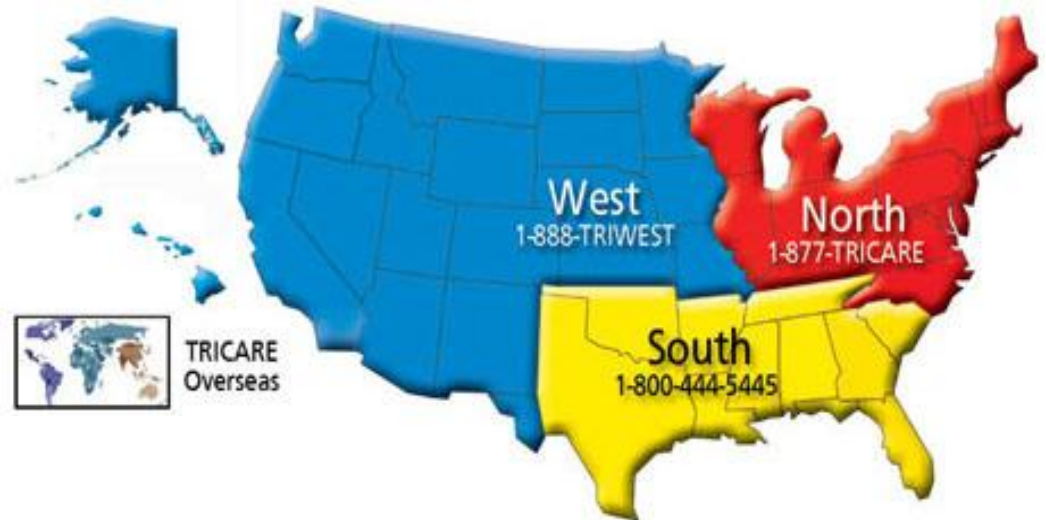 West
1-888-TRIWEST
North
1-877-TRICARE
South
1-800-444-5445
TRICARE
Overseas